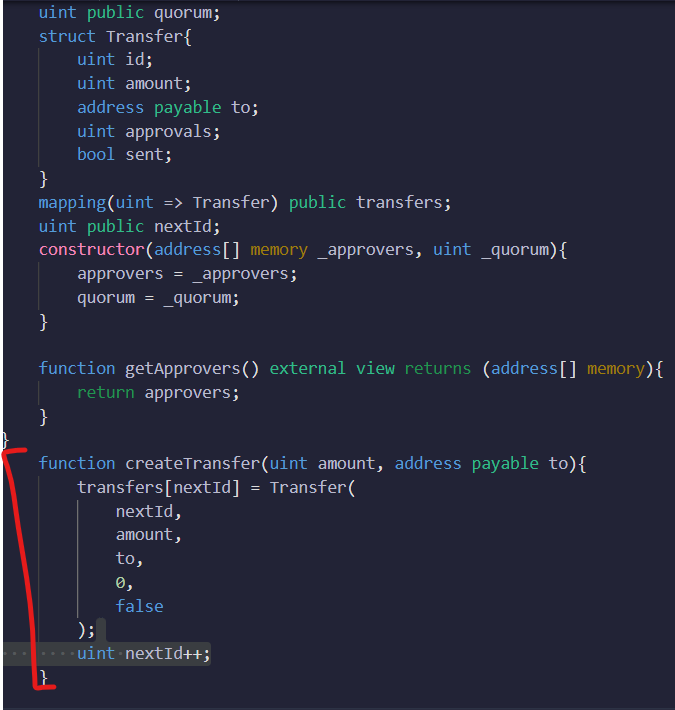 uint public quorum;
struct Transfer{
uint id;
uint amount;
address payable to;
uint approvals;
bool sent;
}
mapping(uint => Transfer) public transfers;
uint public nextId;
constructor(address[] memory _approvers, uint _quorum){
approvers = _approvers;
quorum = _quorum;
}
function getApprovers() external view returns (address[] memory){
return approvers;
}
}
function createTransfer(uint amount, address payable to){
transfers[nextId] = Transfer(
nextId,
amount,
to,
0,
false
);
uint nextId++;
}